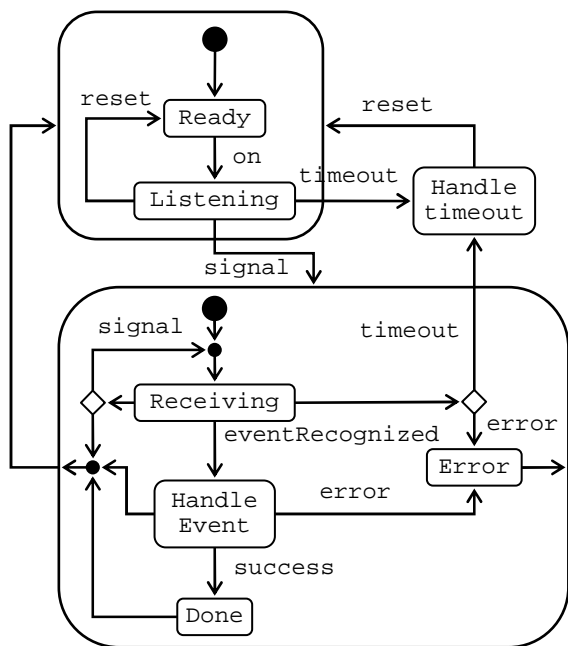 reset
reset
Ready
on
timeout
Handle
timeout
Listening
signal
signal
timeout
Receiving
eventRecognized
error
Error
Handle
Event
error
success
Done